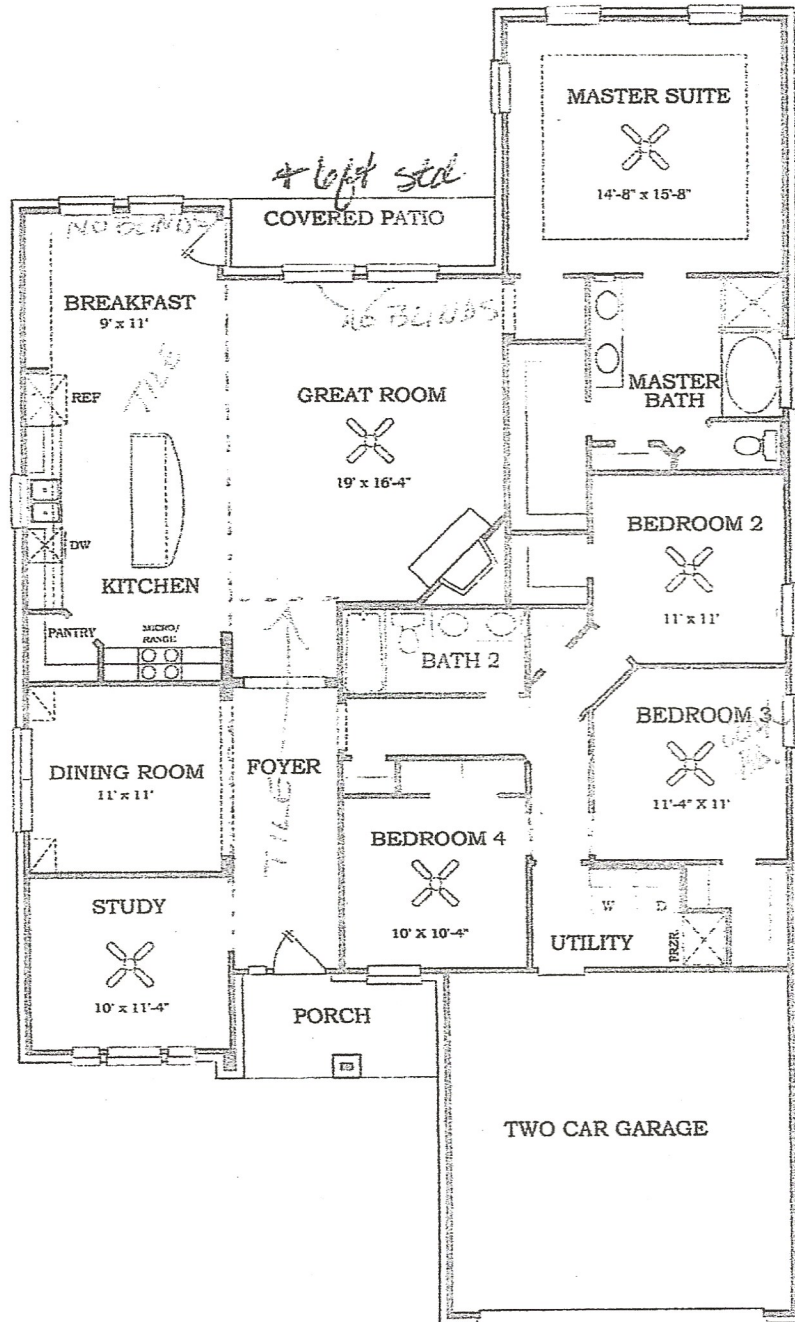 MASTER SUITE
14'-8" x 15'-8"
COVERED PATIO
NO BLINDS
BREAKFAST
9' x 11'
TILE
REF
NO BLINDS
GREAT ROOM
19' x 16'-4"
MASTER
BATH
BEDROOM 2
11' x 11'
DW
KITCHEN
PANTRY
MICRO/
RANGE
BATH 2
BEDROOM 3
11'-4" X 11'
DINING ROOM
11' x 11'
FOYER
TILE
BEDROOM 4
10' X 10'-4"
STUDY
10' x 11'-4"
W D
UTILITY
FRZR.
PORCH
TWO CAR GARAGE